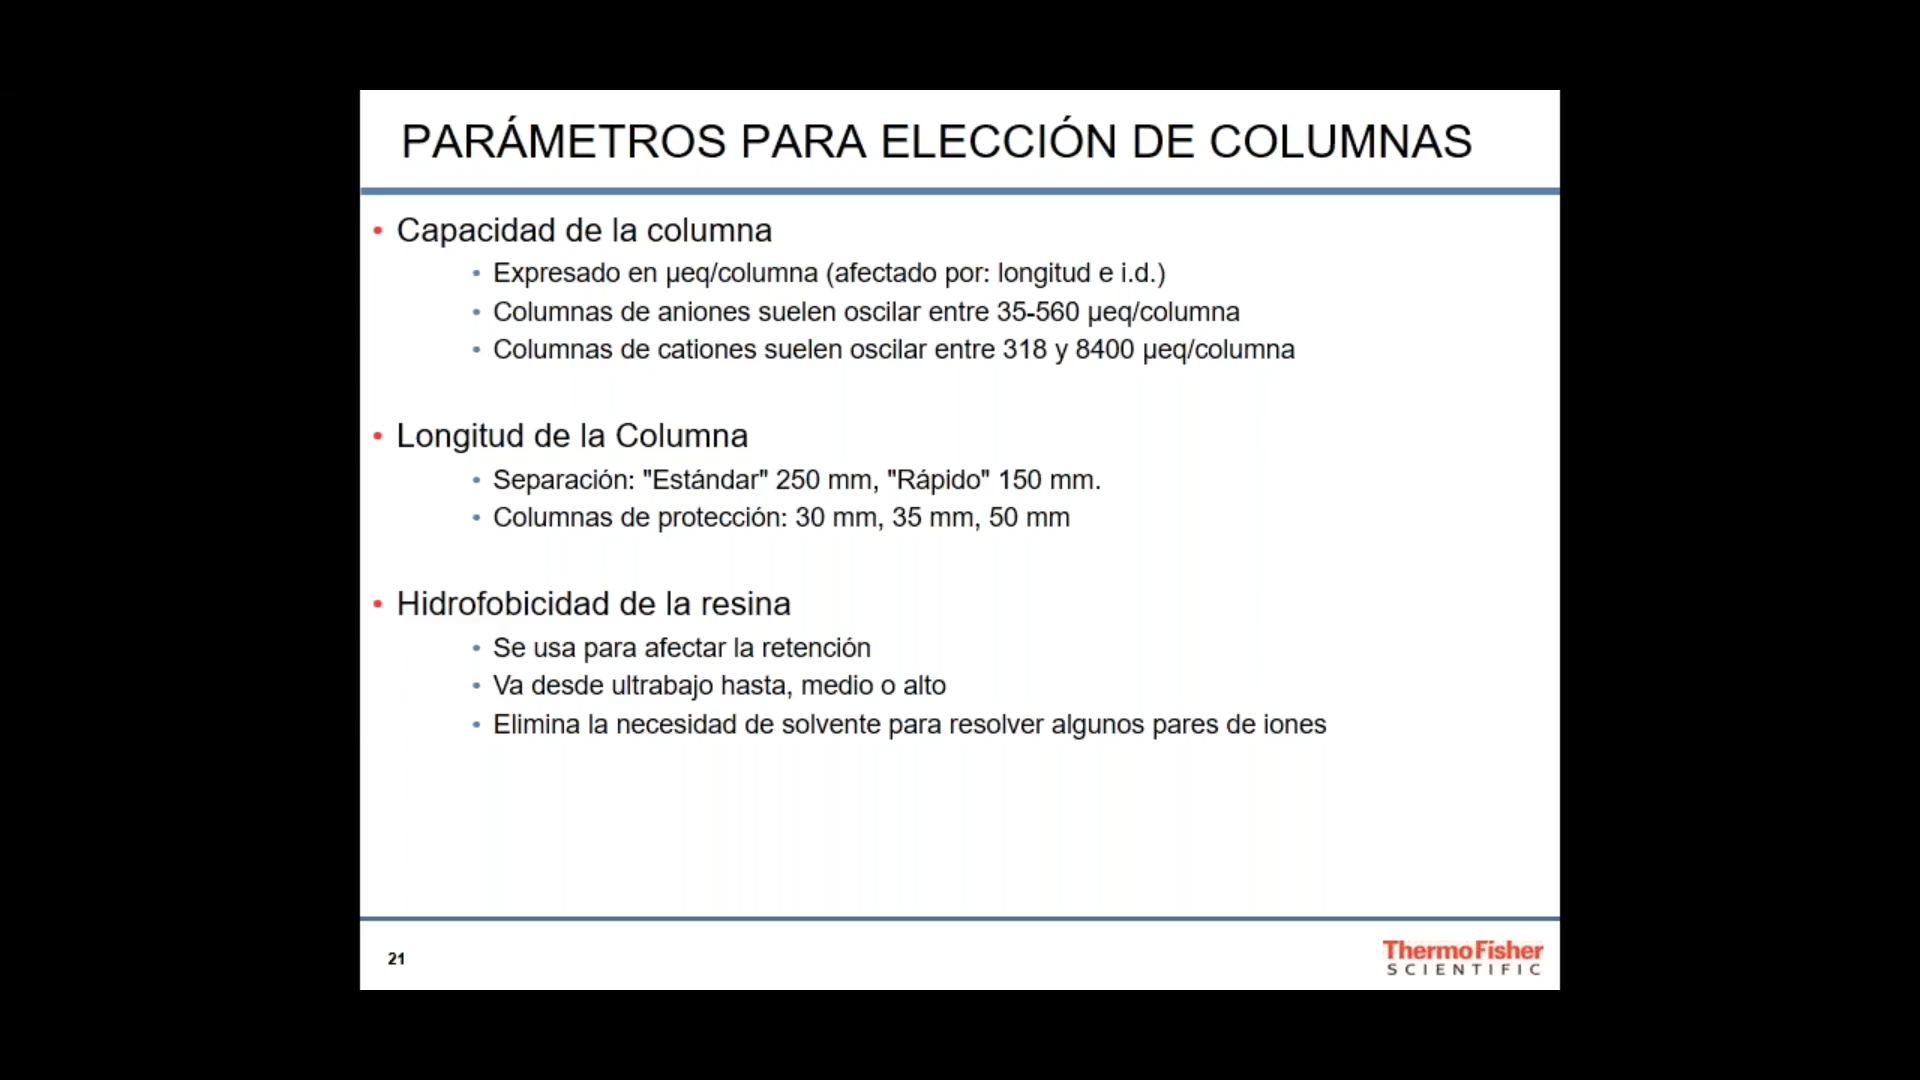 PARÁMETROS PARA ELECCIÓN DE COLUMNAS
• Capacidad de la columna
• Expresado en µeq/columna (afectado por: longitud e i.d.)
• Columnas de aniones suelen oscilar entre 35-560 µeq/columna
• Columnas de cationes suelen oscilar entre 318 y 8400 µeq/columna
• Longitud de la Columna
• Separación: "Estándar" 250 mm, "Rápido" 150 mm.
• Columnas de protección: 30 mm, 35 mm, 50 mm
• Hidrofobicidad de la resina
• Se usa para afectar la retención
• Va desde ultrabajo hasta, medio o alto
• Elimina la necesidad de solvente para resolver algunos pares de iones
21
ThermoFisher
SCIENTIFIC